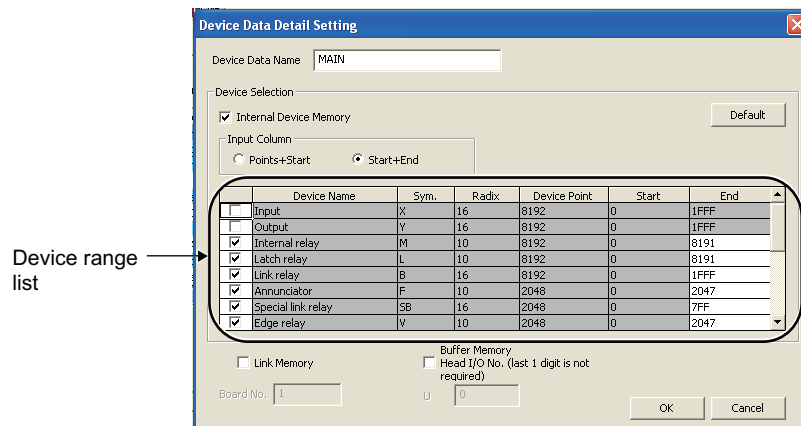 Device Data Detail Setting
Device Data Name MAIN
Device Selection
Internal Device Memory
Default
Input Column
Points+Start Start+End
Device Name Sym. Radix Device Point Start End
Input X 16 8192 0 1FFF
Output Y 16 8192 0 1FFF
Internal relay M 10 8192 0 8191
Latch relay L 10 8192 0 8191
Link relay B 16 8192 0 1FFF
Annunciator F 10 2048 0 2047
Special link relay SB 16 2048 0 7FF
Edge relay V 10 2048 0 2047
Device range
list
Link Memory
Board No. 1
Buffer Memory
Head I/O No. (last 1 digit is not
required)
U 0
OK Cancel